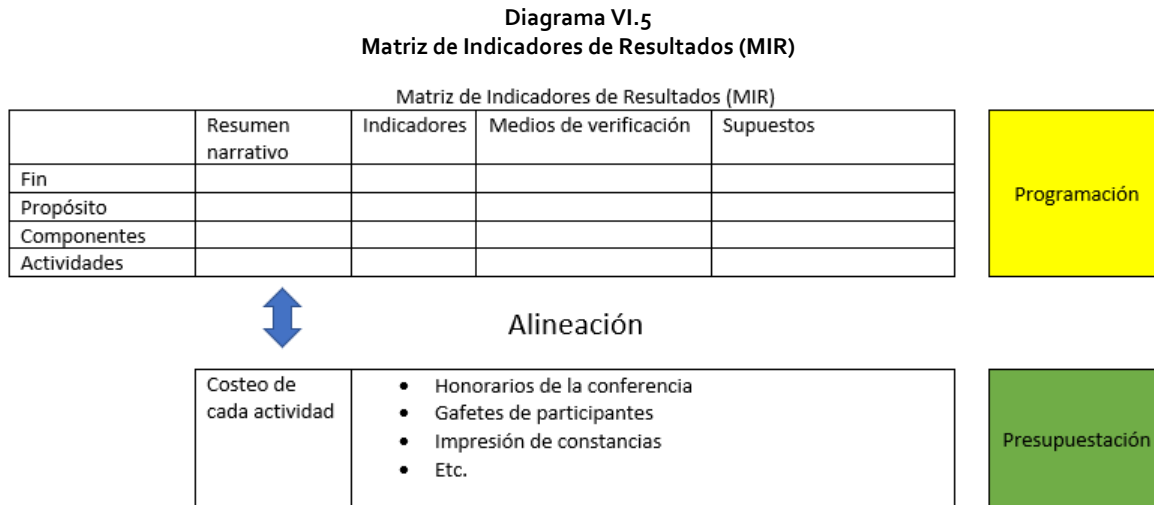 Diagrama VI.5
Matriz de Indicadores de Resultados (MIR)
Matriz de Indicadores de Resultados (MIR)
Resumen narrativo Indicadores Medios de verificación Supuestos
Fin
Propósito
Componentes
Actividades
Programación
Alineación
Costeo de
cada actividad
• Honorarios de la conferencia
• Gafetes de participantes
• Impresión de constancias
• Etc.
Presupuestación